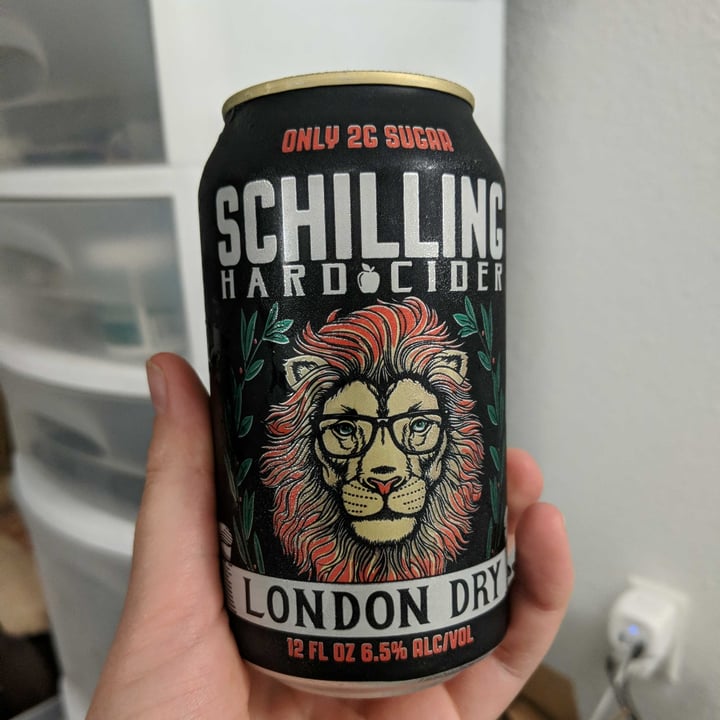 ONLY 2G SUGAR
SCHILLING
HARD CIDER
LONDON DRY
12 FL OZ 6.5% ALC/VOL